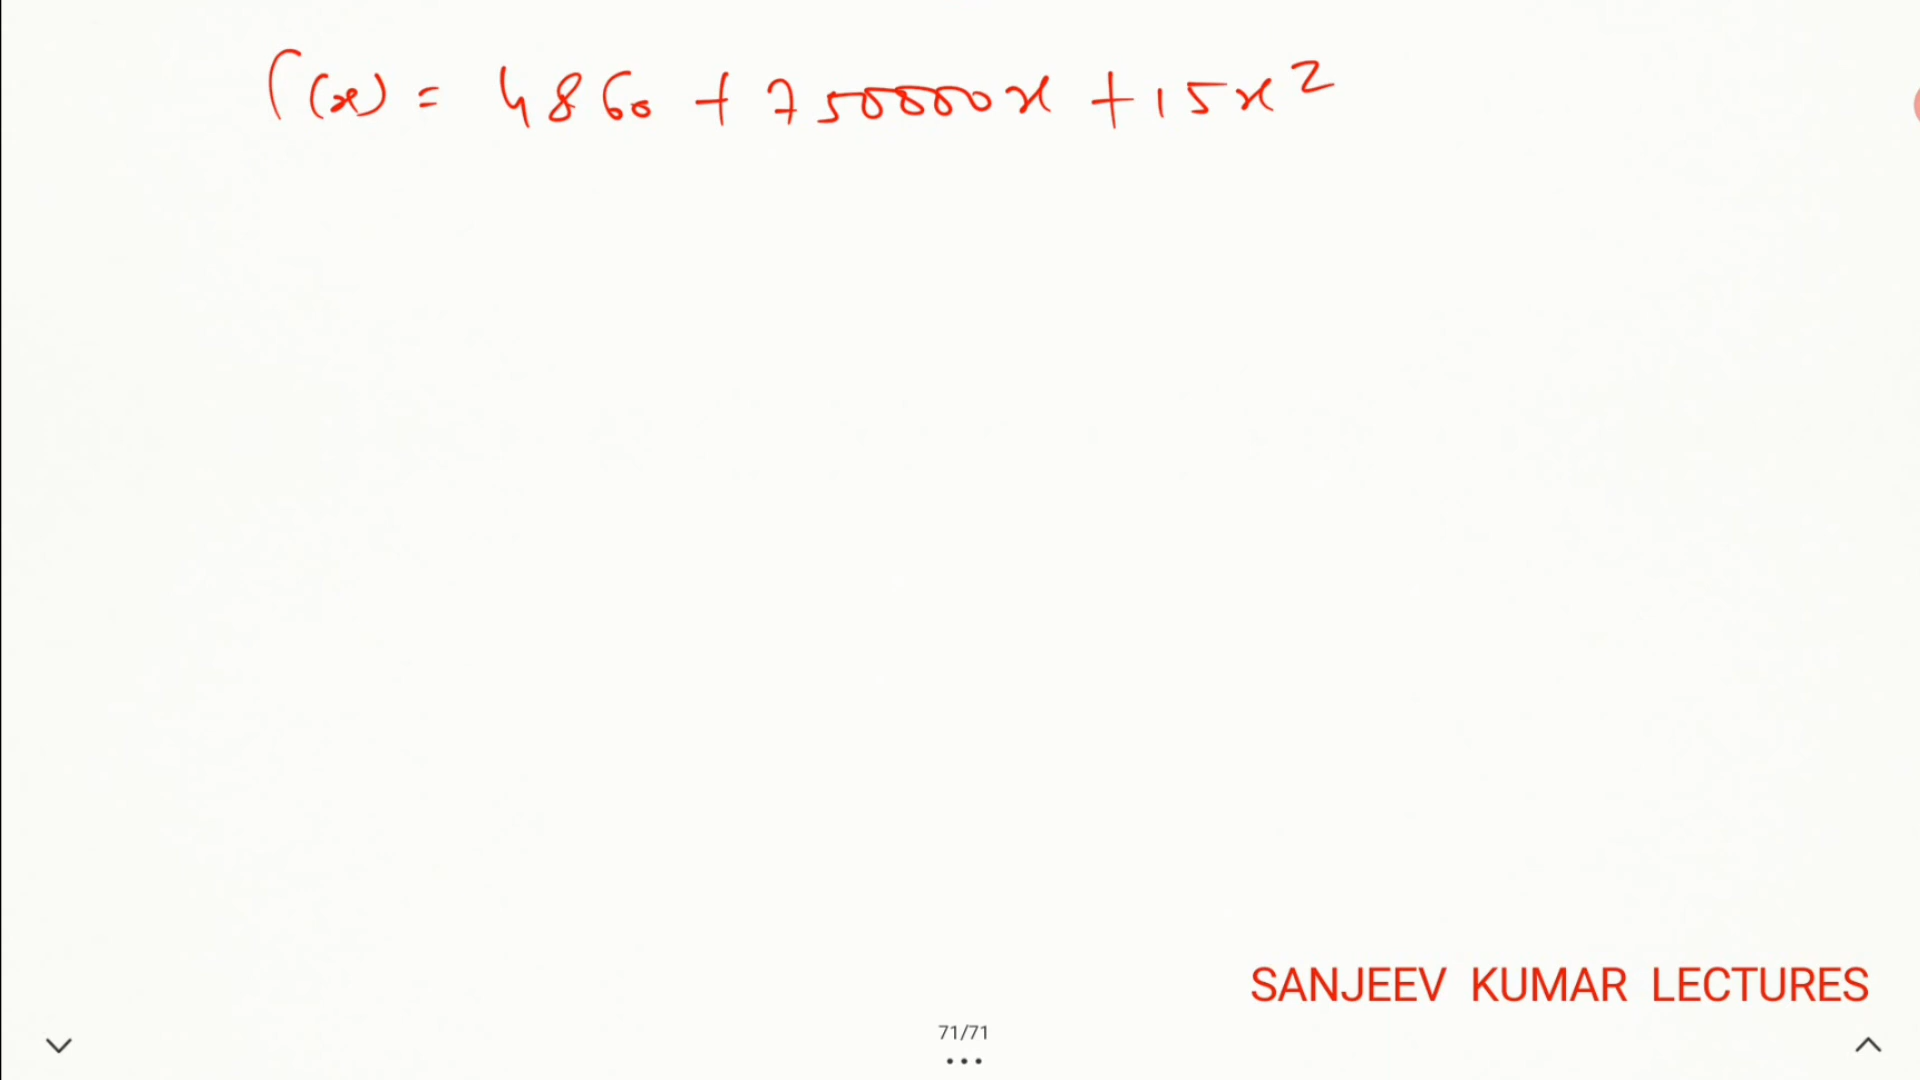 Γ(x) = 4860 + 750000x + 15x²
SANJEEV KUMAR LECTURES
71/71